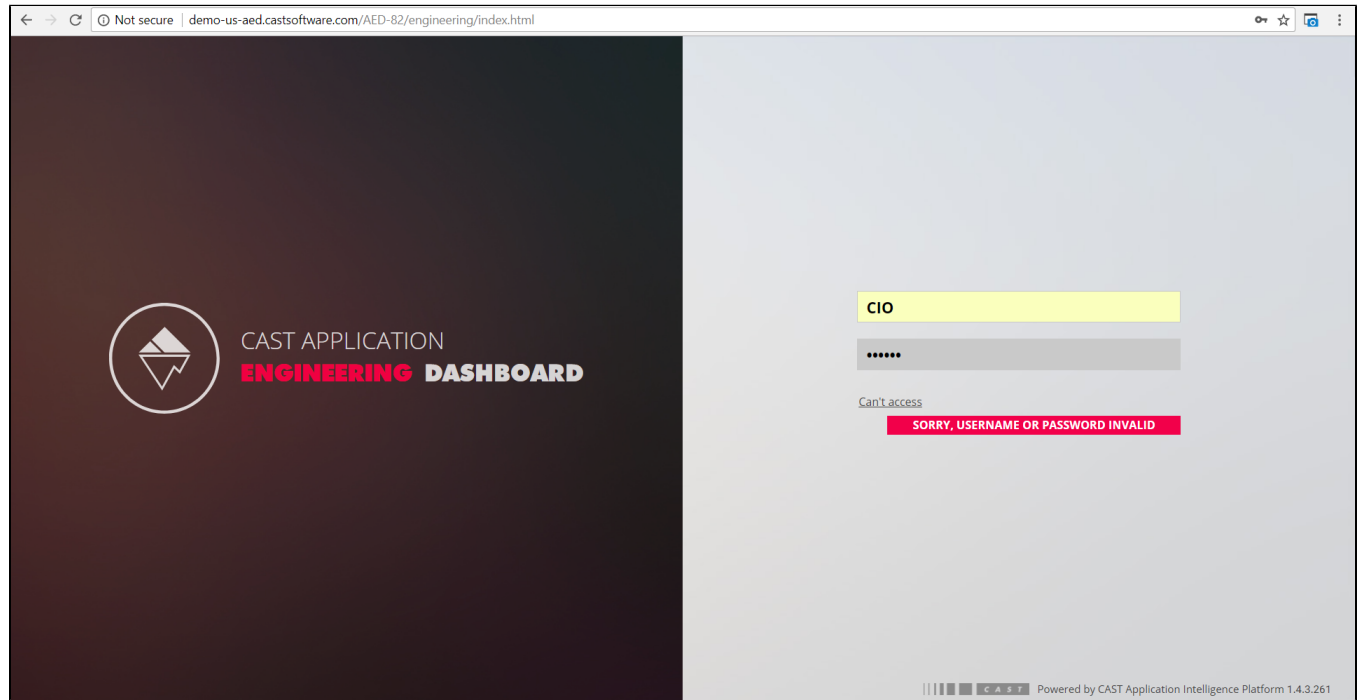 Not secure | demo-us-aed.castsoftware.com/AED-82/engineering/index.html
CAST APPLICATION
ENGINEERING DASHBOARD
CIO
••••••
Can't access
SORRY, USERNAME OR PASSWORD INVALID
CAST Powered by CAST Application Intelligence Platform 1.4.3.261